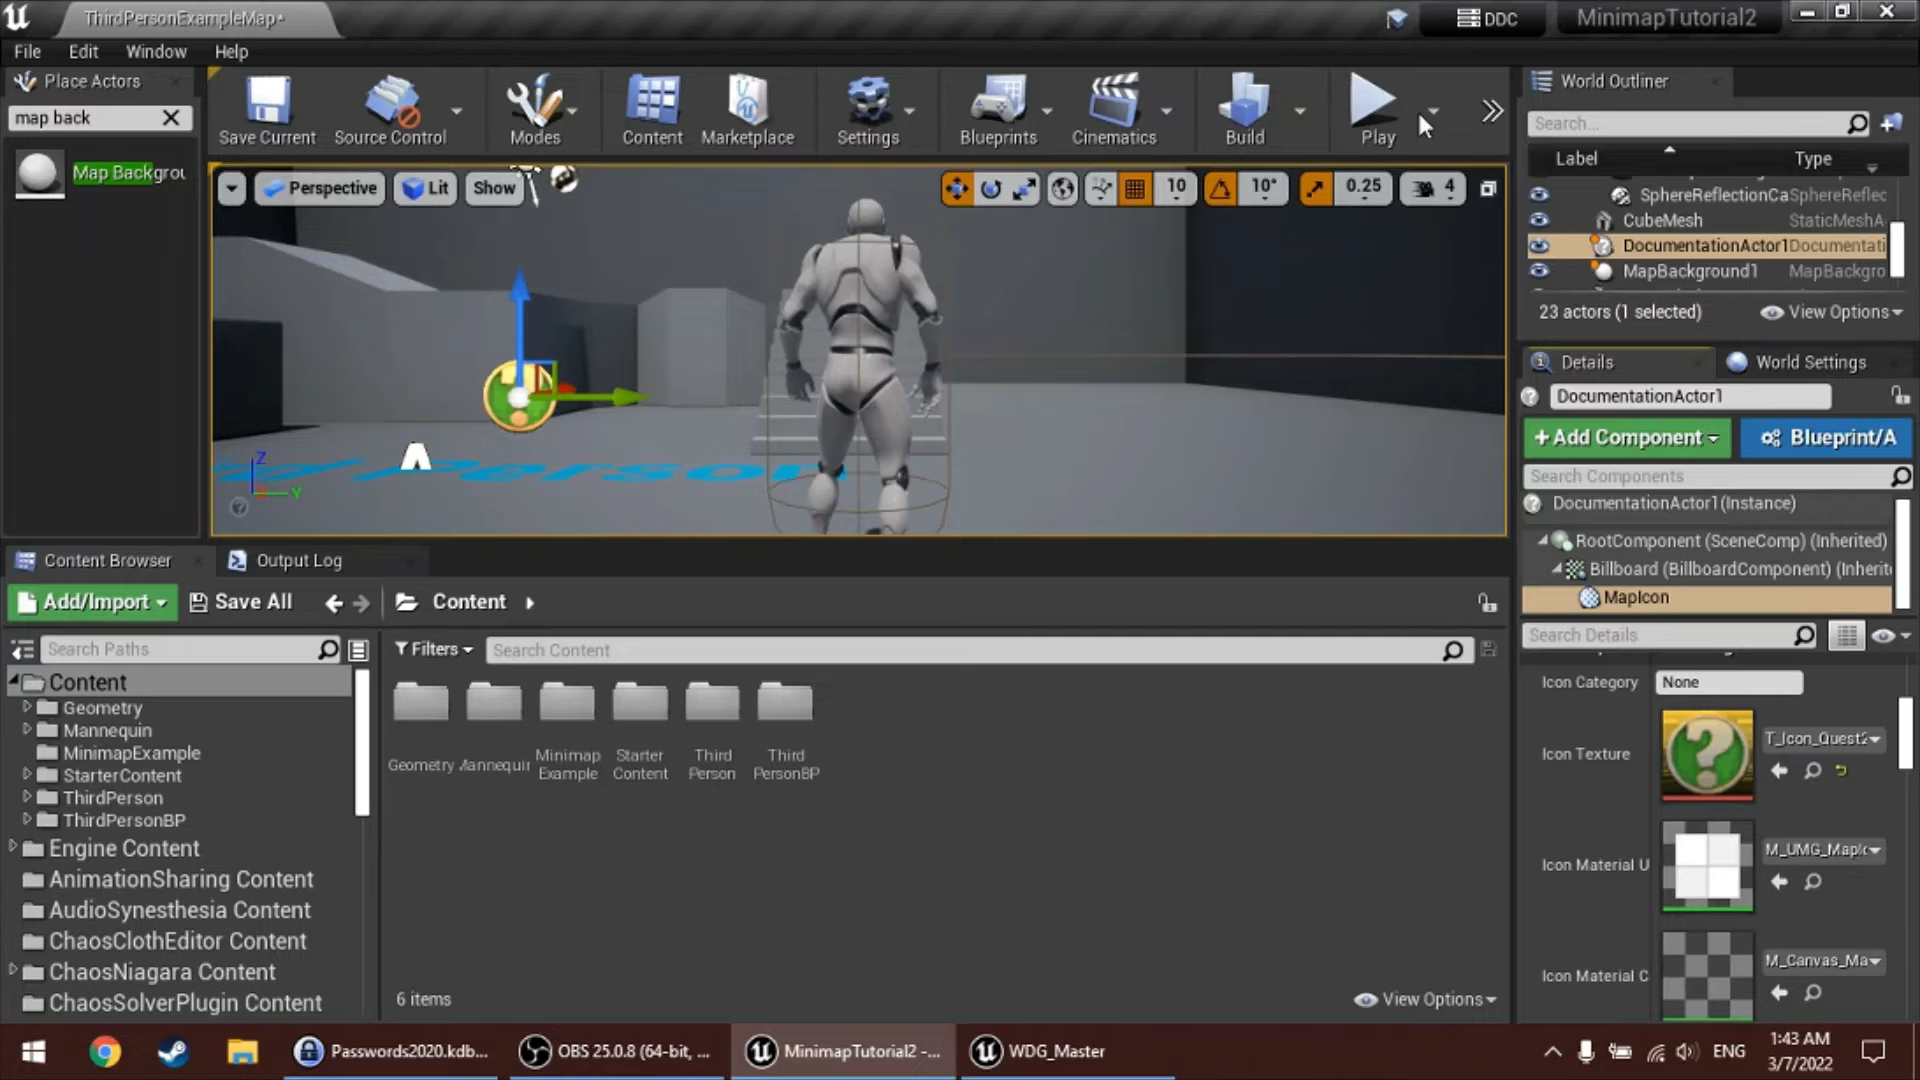 ThirdPersonExampleMap*
DDC
MinimapTutorial2
File Edit Window Help
Place Actors
map back
Map Backgrou
Save Current
Source Control
Modes
Content
Marketplace
Settings
Blueprints
Cinematics
Build
Play
Perspective
Lit
Show
10
10°
0.25
4
Person
Z
Y
World Outliner
Search...
Label Type
SphereReflectionCa SphereReflec
CubeMesh StaticMeshA
DocumentationActor1 Documentati
MapBackground1 MapBackgro
23 actors (1 selected) View Options
Details
World Settings
DocumentationActor1
+Add Component
Blueprint/A
Search Components
DocumentationActor1(Instance)
RootComponent (SceneComp) (Inherited)
Billboard (BillboardComponent) (Inherite
MapIcon
Search Details
Icon Category None
Icon Texture T_Icon_Quest2
Icon Material U M_UMG_MapIc
Icon Material C M_Canvas_Ma
Content Browser
Output Log
Add/Import
Save All
Content
Search Paths
Filters
Search Content
Content
Geometry
Mannequin
MinimapExample
StarterContent
ThirdPerson
ThirdPersonBP
Engine Content
AnimationSharing Content
AudioSynesthesia Content
ChaosClothEditor Content
ChaosNiagara Content
ChaosSolverPlugin Content
Geometry
Mannequin
Minimap
Example
Starter
Content
Third
Person
Third
PersonBP
6 items
View Options
Passwords2020.kdb...
OBS 25.0.8 (64-bit, ...
MinimapTutorial2 -...
WDG_Master
ENG
1:43 AM
3/7/2022